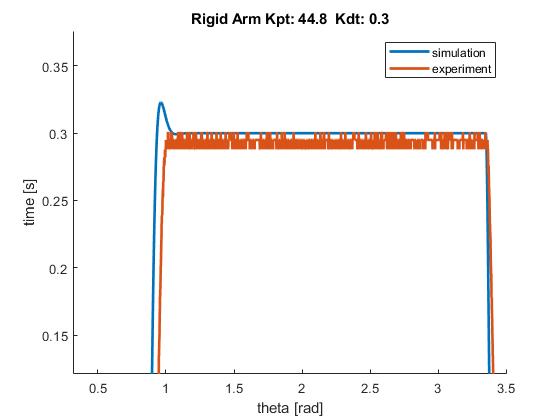 Rigid Arm Kpt: 44.8 Kdt: 0.3
simulation
experiment
0.35
0.3
0.25
0.2
0.15
time [s]
0.5 1 1.5 2 2.5 3 3.5
theta [rad]